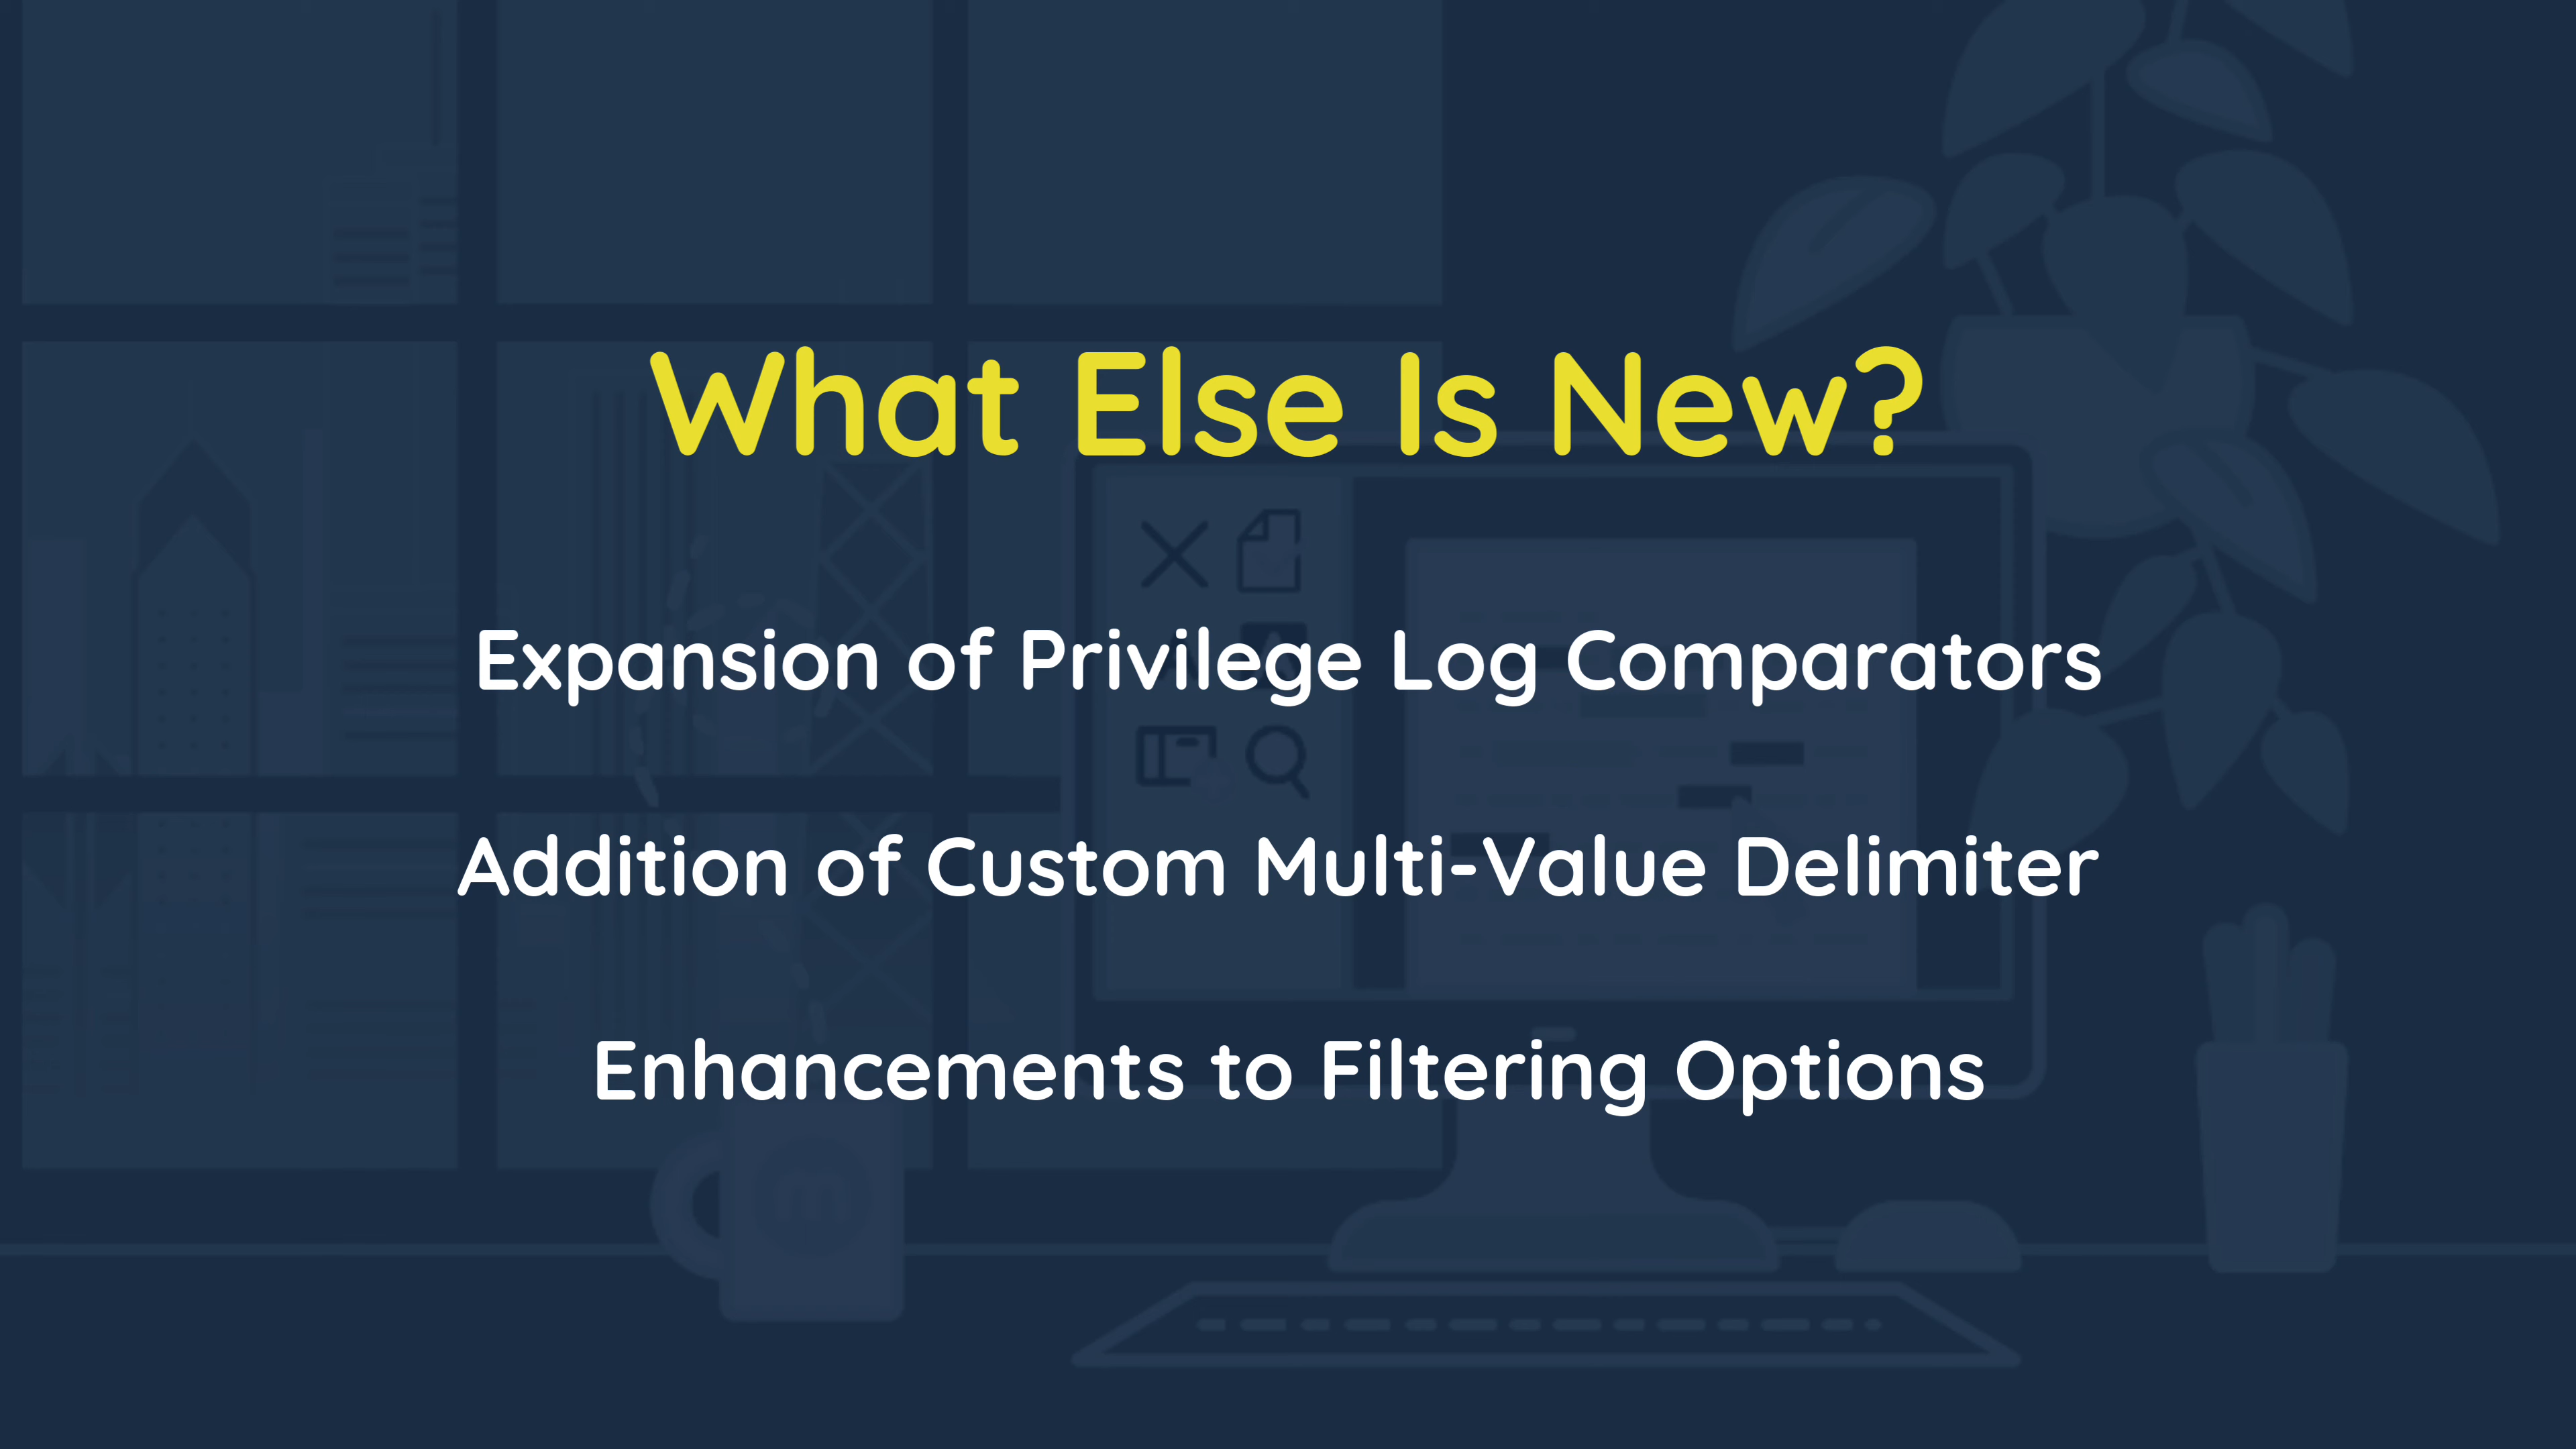 What Else Is New?
Expansion of Privilege Log Comparators
Addition of Custom Multi-Value Delimiter
Enhancements to Filtering Options
m